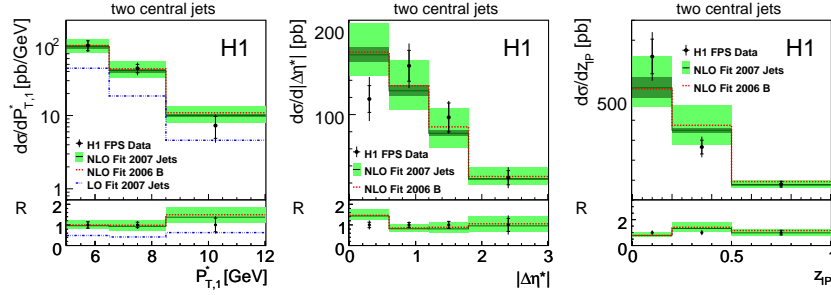 two central jets
dσ/dP*T,1 [pb/GeV]
H1
10²
10
1
H1 FPS Data
NLO Fit 2007 Jets
NLO Fit 2006 B
LO Fit 2007 Jets
R
2
1
0
6 8 10 12
P*T,1 [GeV]
two central jets
dσ/d|Δη*| [pb]
H1
200
100
H1 FPS Data
NLO Fit 2007 Jets
NLO Fit 2006 B
R
2
1
0
0 1 2 3
|Δη*|
two central jets
dσ/dzIP [pb]
H1
500
H1 FPS Data
NLO Fit 2007 Jets
NLO Fit 2006 B
R
2
1
0
0 0.5 1
zIP